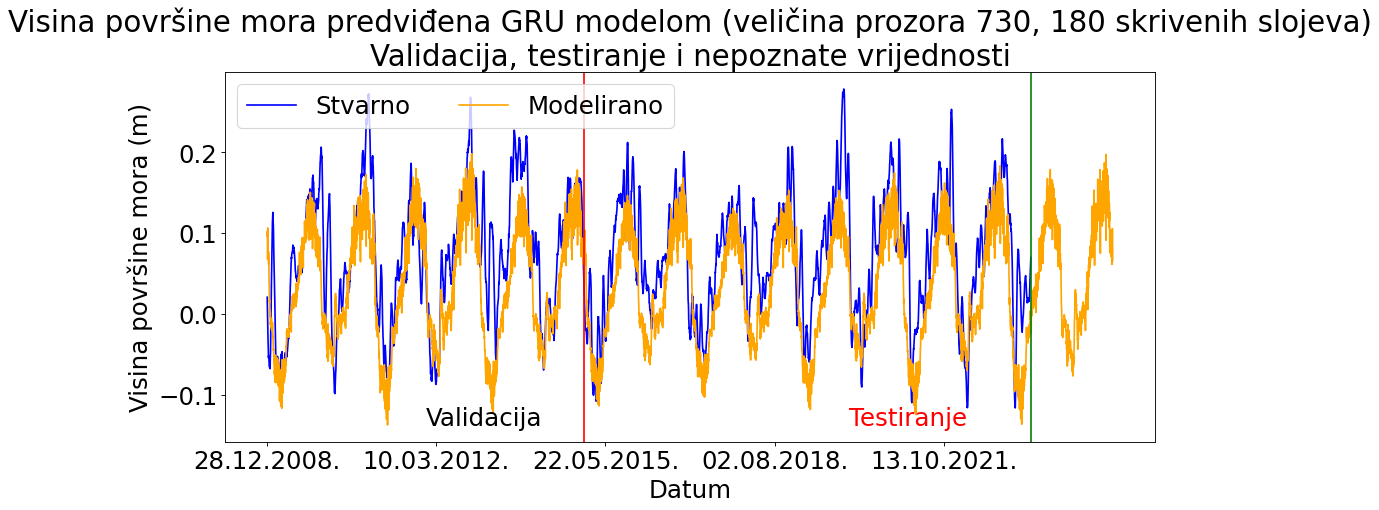 Visina površine mora predviđena GRU modelom (veličina prozora 730, 180 skrivenih slojeva)
Validacija, testiranje i nepoznate vrijednosti
Stvarno
Modelirano
Visina površine mora (m)
0.2
0.1
0.0
−0.1
Validacija
Testiranje
28.12.2008.
10.03.2012.
22.05.2015.
02.08.2018.
13.10.2021.
Datum